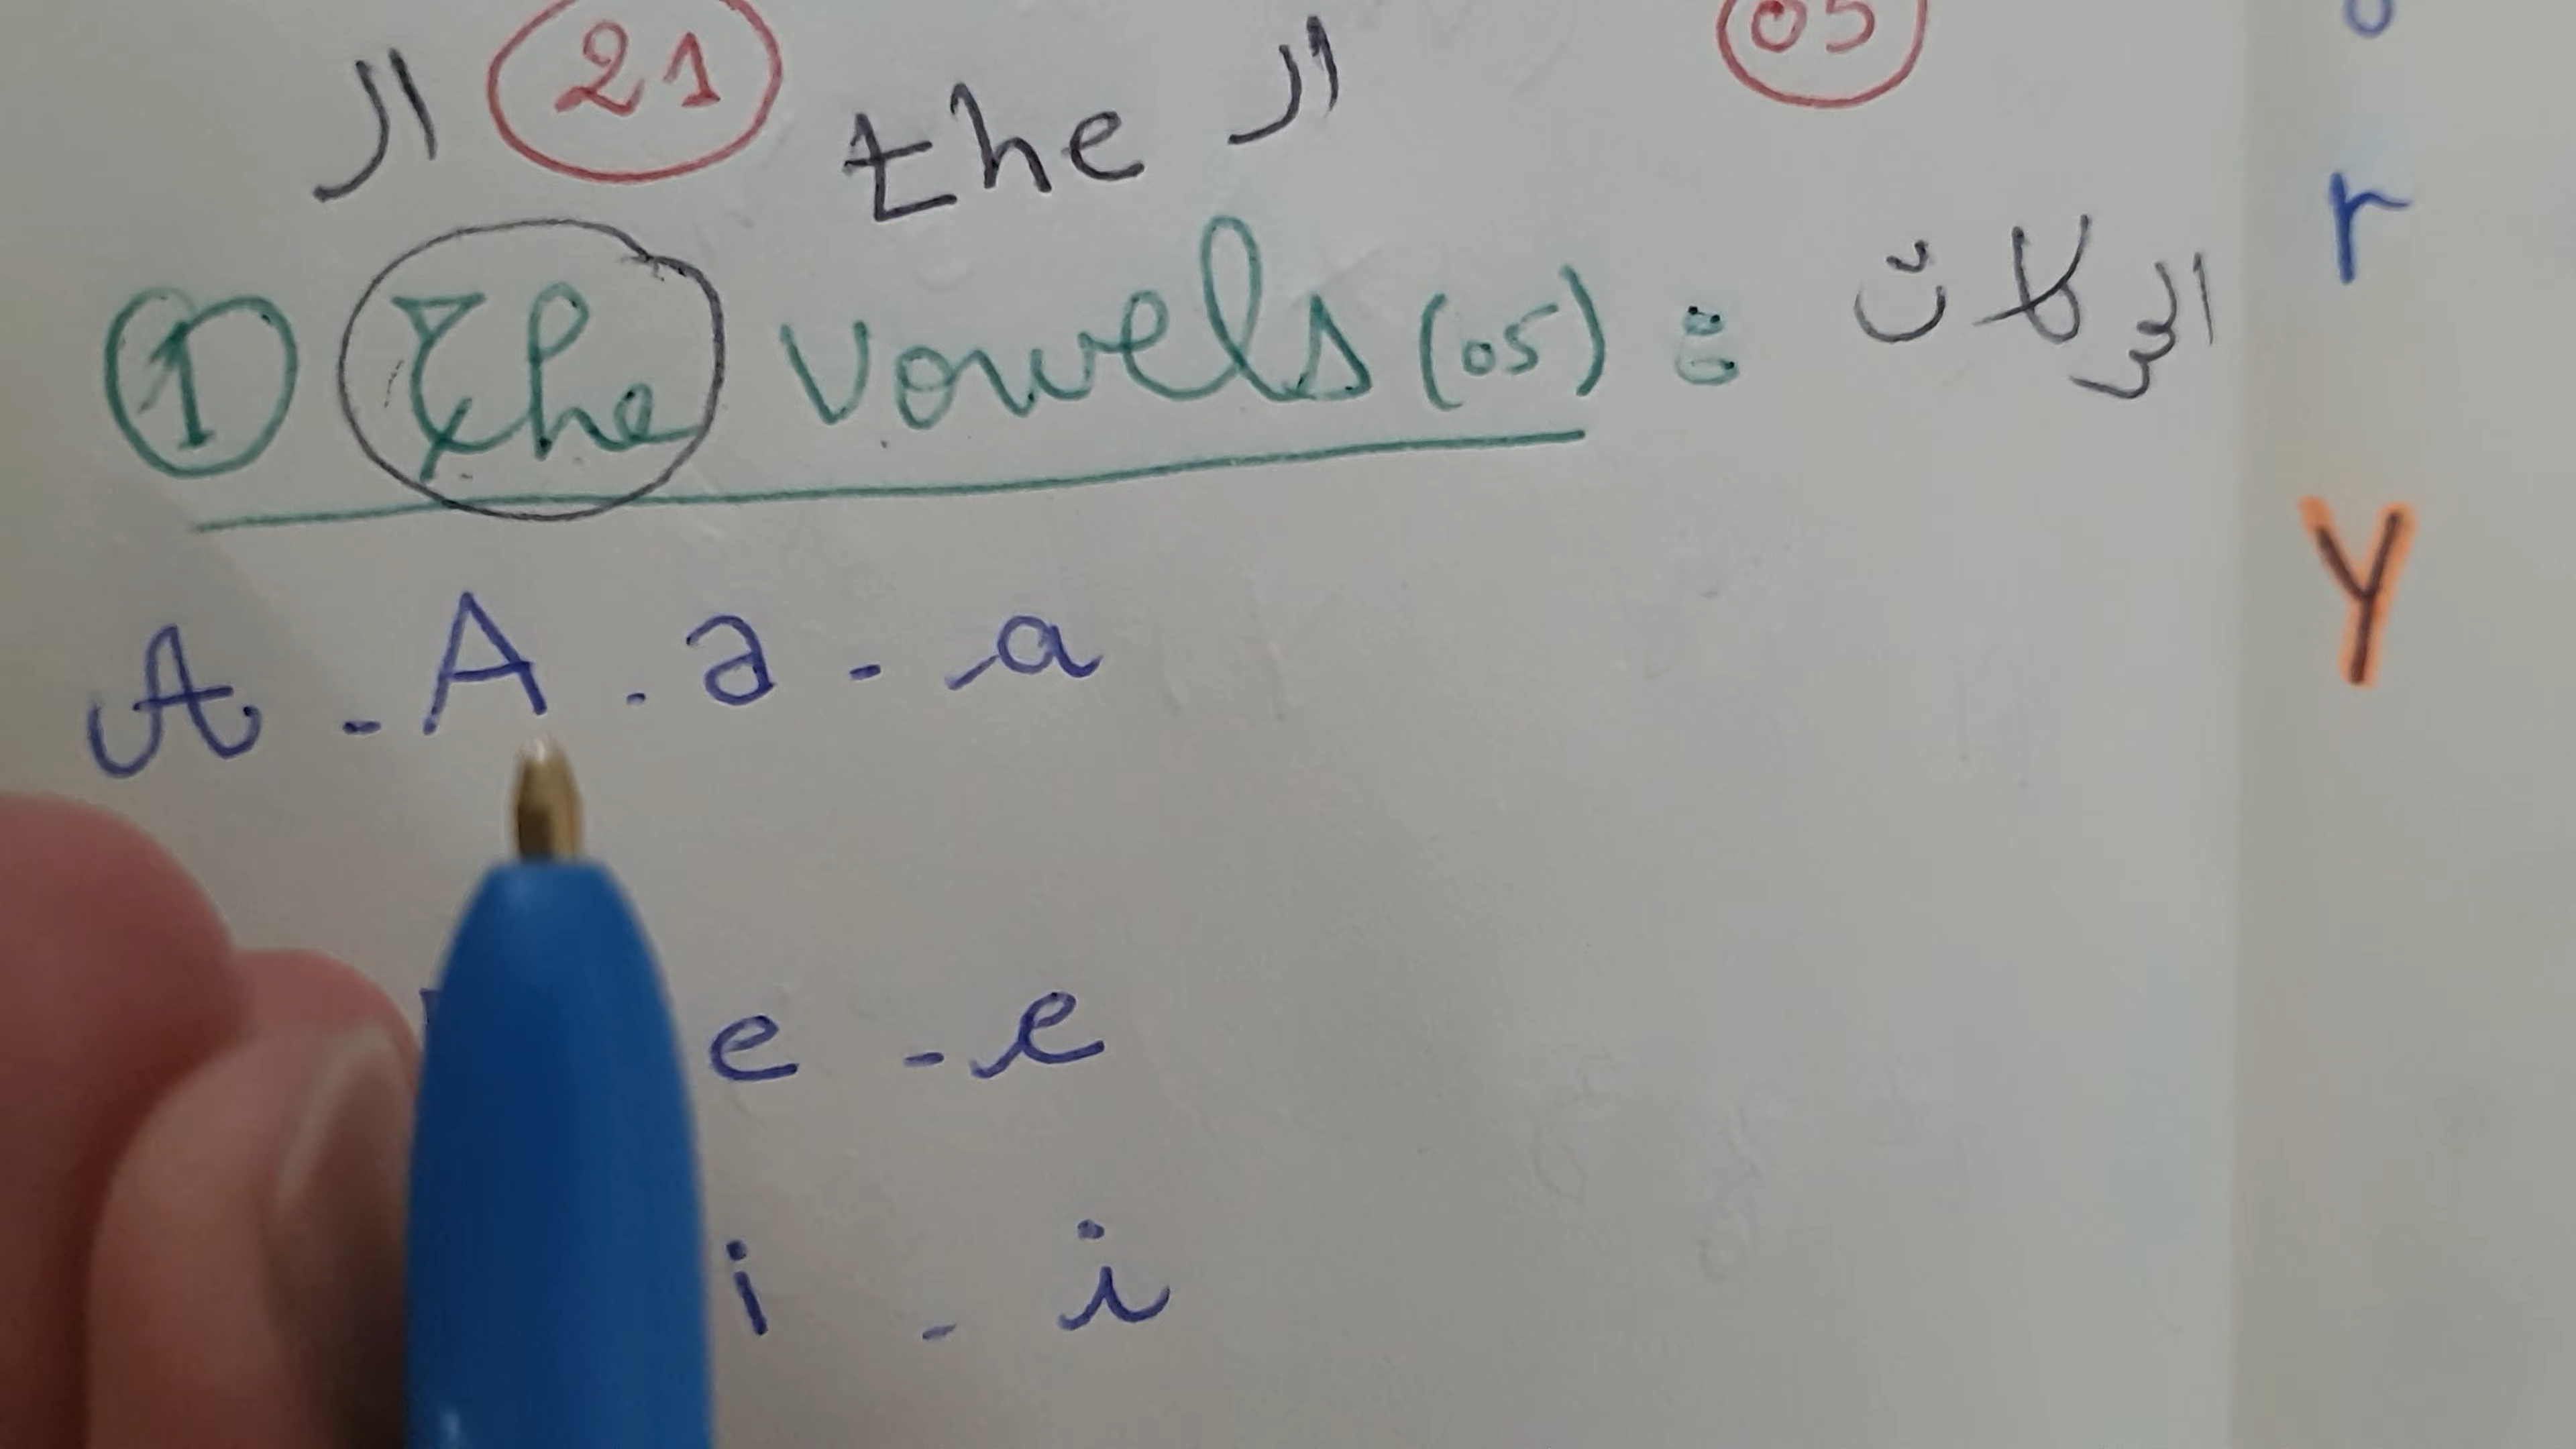 21 05
ال the ال
① The vowels (05) : الحركات
A - A - a - a
e - e
i - i
r
Y